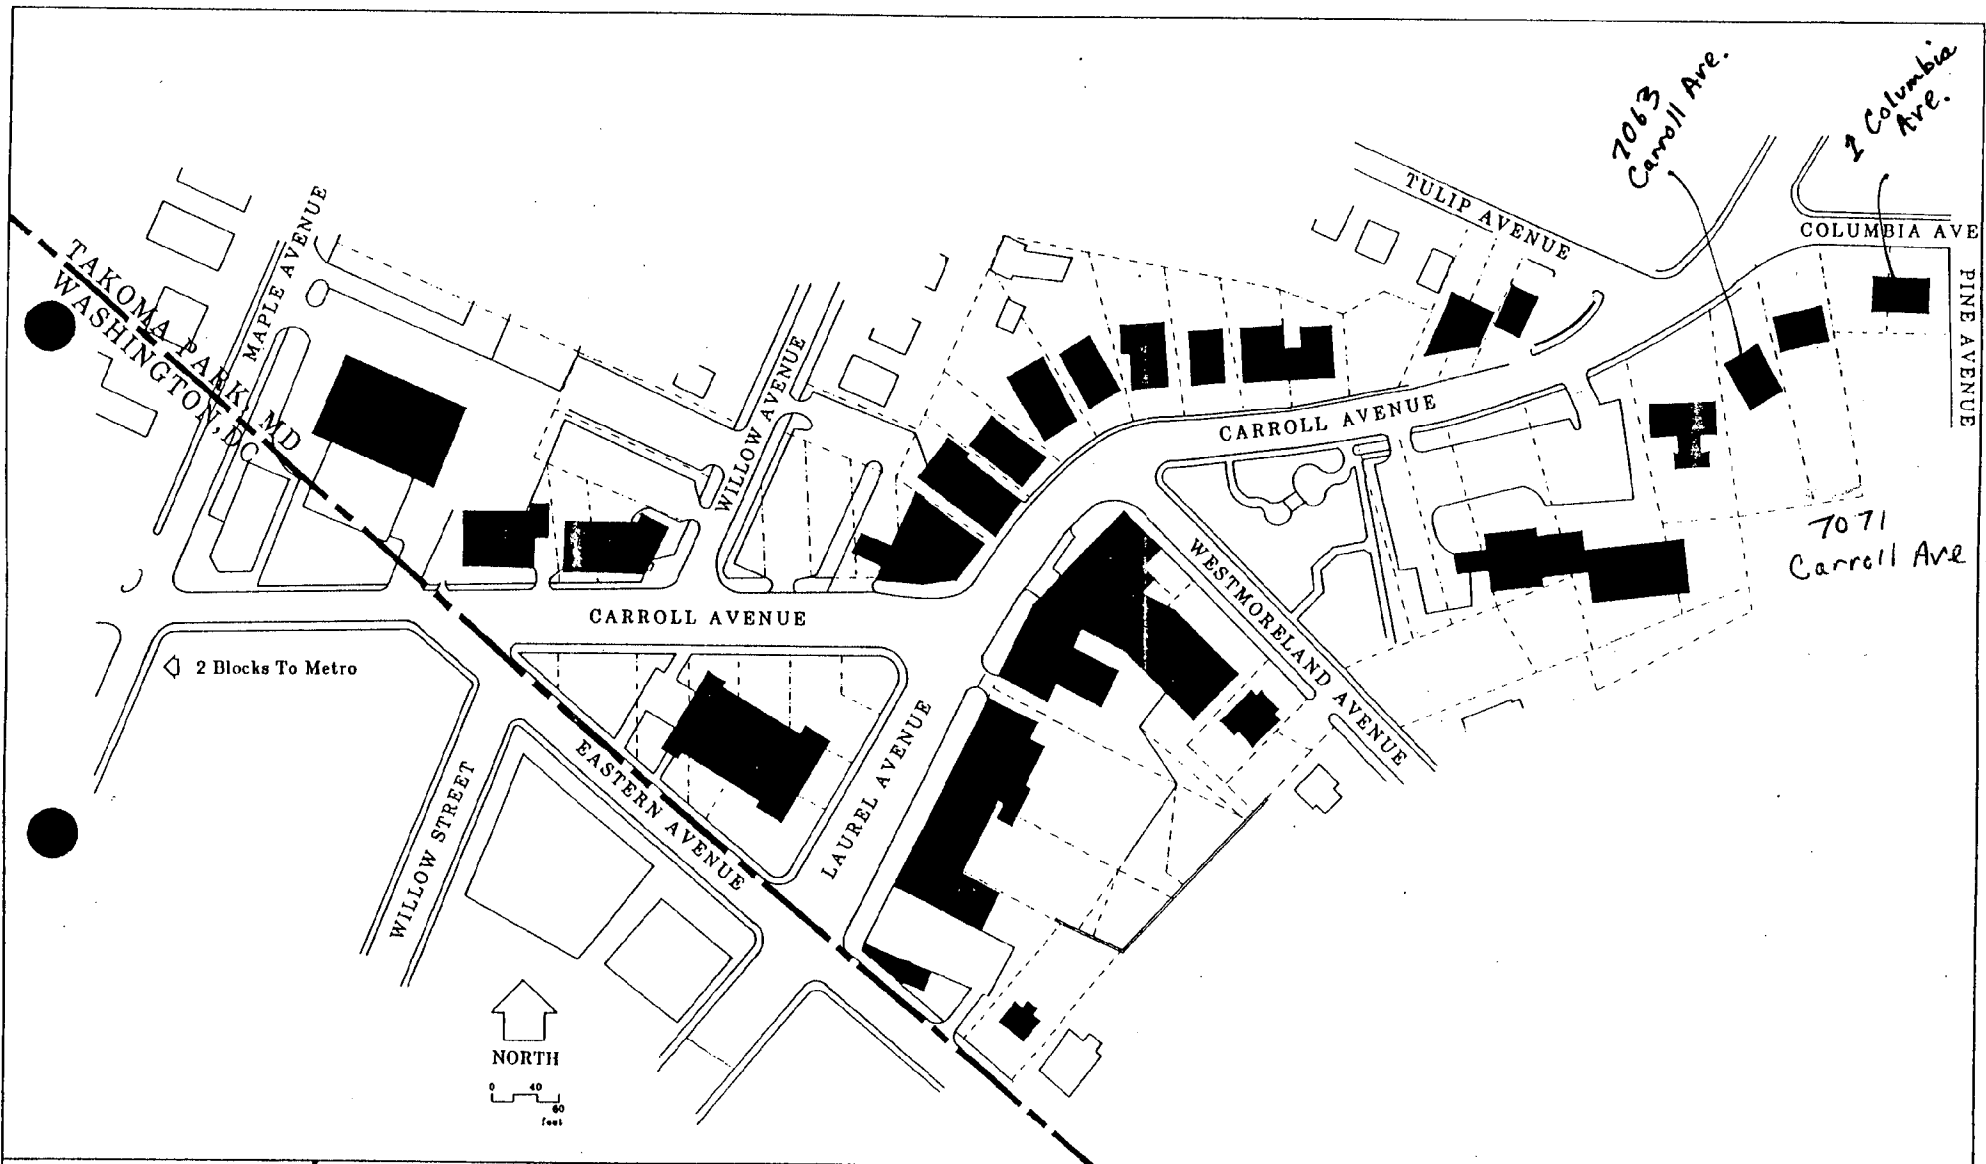 7063
Carroll Ave.
1 Columbia
Ave.
TULIP AVENUE
COLUMBIA AVE
PINE AVENUE
TAKOMA PARK, MD
WASHINGTON, DC
MAPLE AVENUE
WILLOW AVENUE
CARROLL AVENUE
7071
Carroll Ave
WESTMORELAND AVENUE
CARROLL AVENUE
2 Blocks To Metro
EASTERN AVENUE
LAUREL AVENUE
WILLOW STREET
NORTH
0 40
60
feet